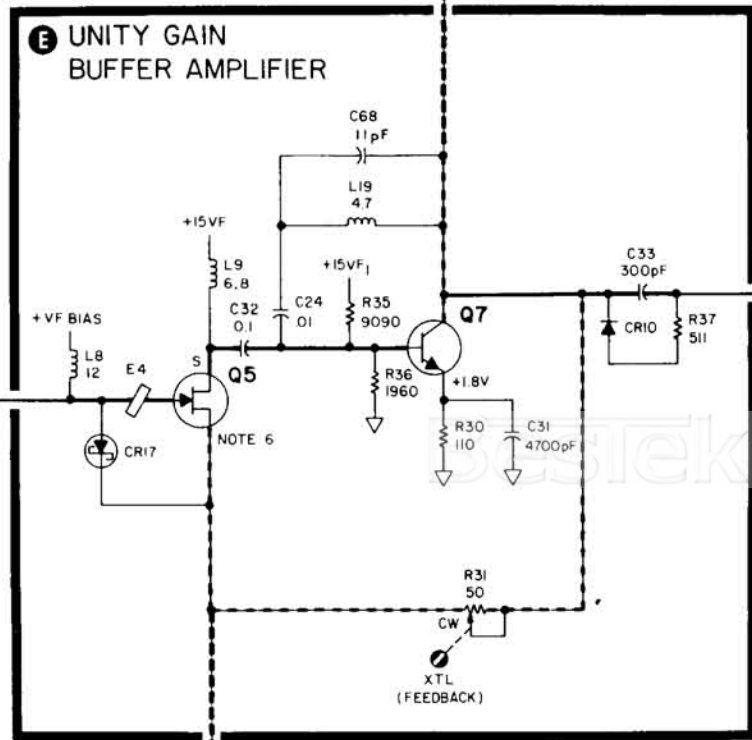 E UNITY GAIN
BUFFER AMPLIFIER
C68
11pF
L19
4.7
+15VF
+15VF1
L9
6.8
C33
300pF
C32
0.1
C24
.01
R35
9090
Q7
+VF BIAS
CR10
R37
511
L8
12
E4
S
Q5
R36
1960
+1.8V
NOTE 6
CR17
R30
110
C31
4700pF
BesTek
R31
50
CW
XTL
(FEEDBACK)